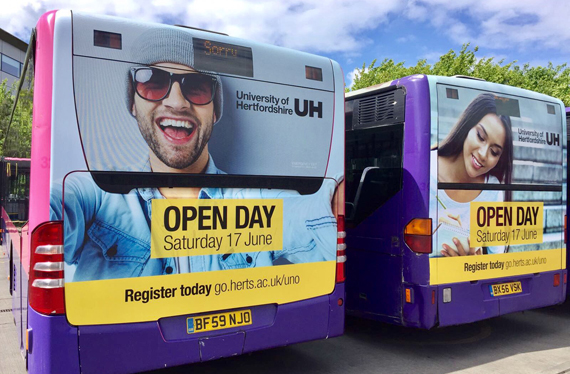 Sorry
University of
Hertfordshire UH
OPEN DAY
Saturday 17 June
Register today go.herts.ac.uk/uno
BF59 NJO
University of
Hertfordshire UH
OPEN DAY
Saturday 17 June
Register today go.herts.ac.uk/uno
BX56 VSK